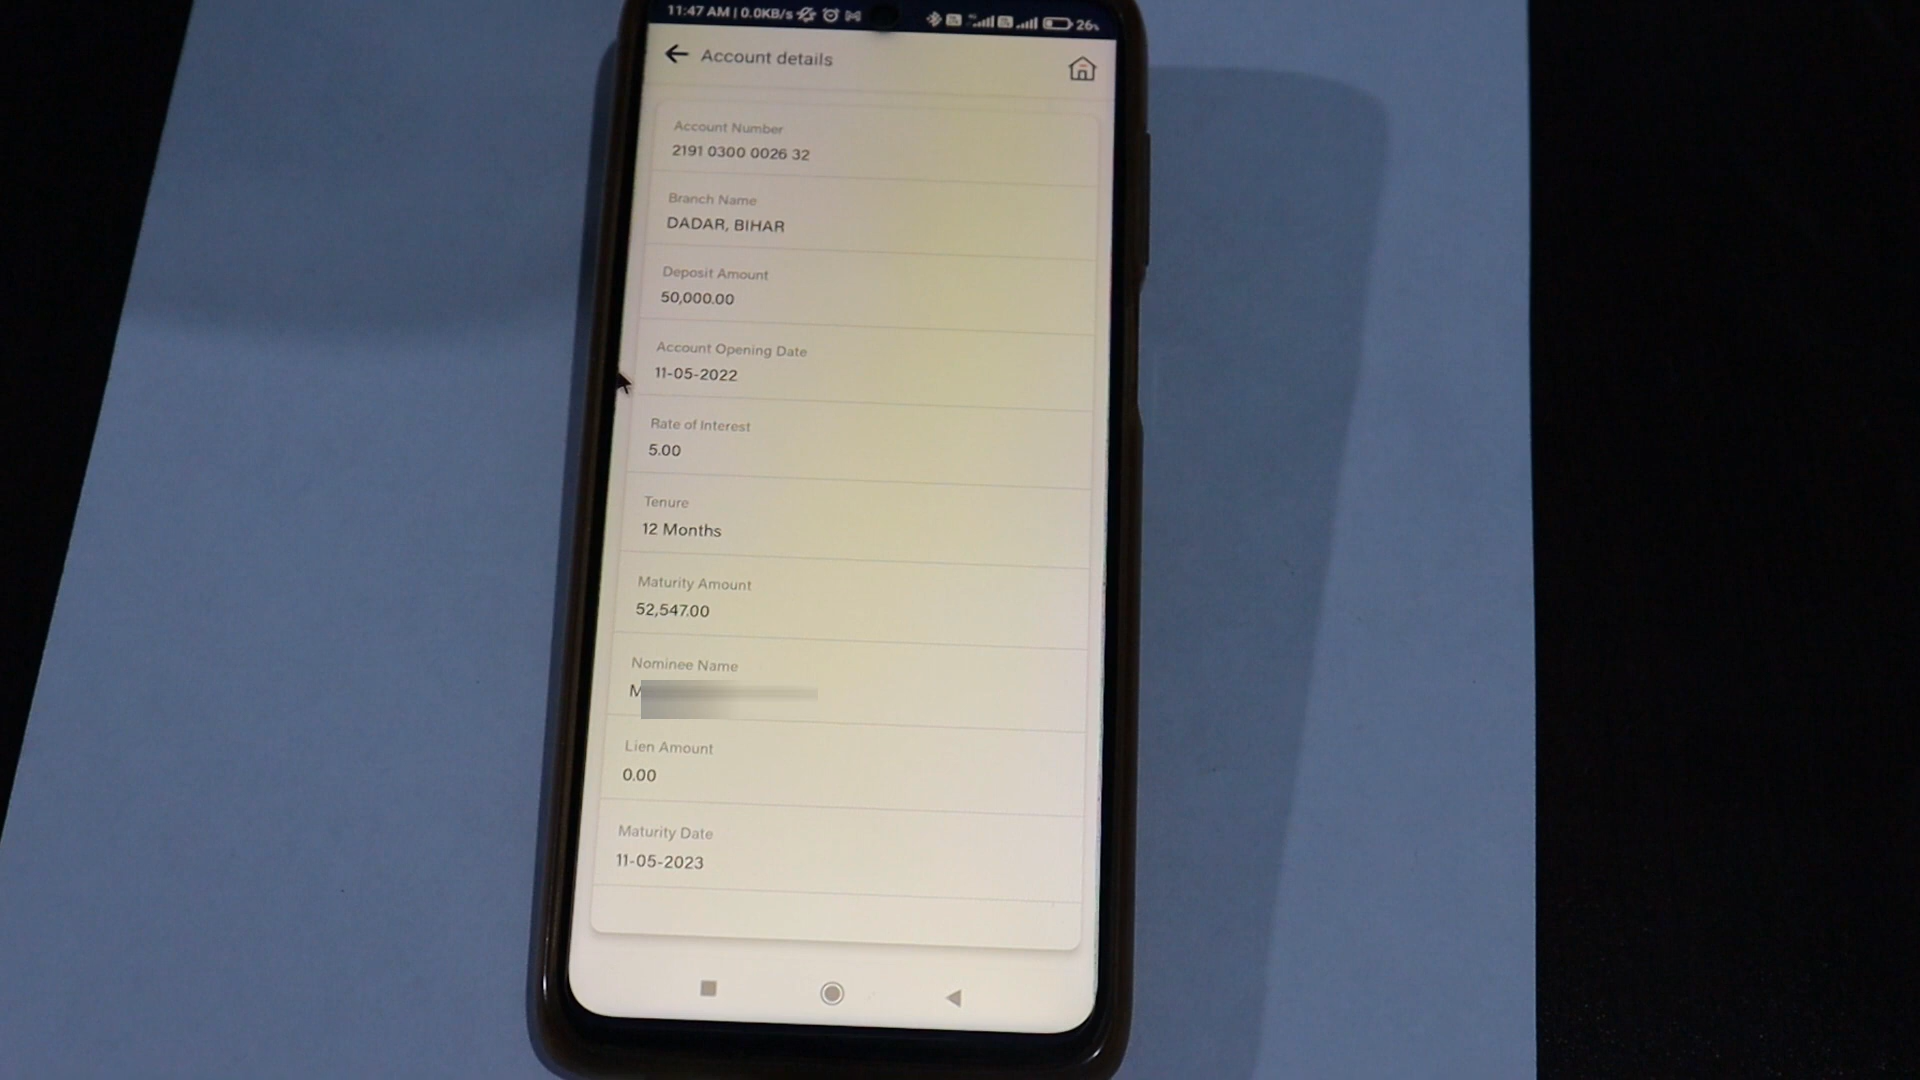 11:47 AM | 0.0KB/s 26%
Account details
Account Number
2191 0300 0026 32
Branch Name
DADAR, BIHAR
Deposit Amount
50,000.00
Account Opening Date
11-05-2022
Rate of Interest
5.00
Tenure
12 Months
Maturity Amount
52,547.00
Nominee Name
M
Lien Amount
0.00
Maturity Date
11-05-2023